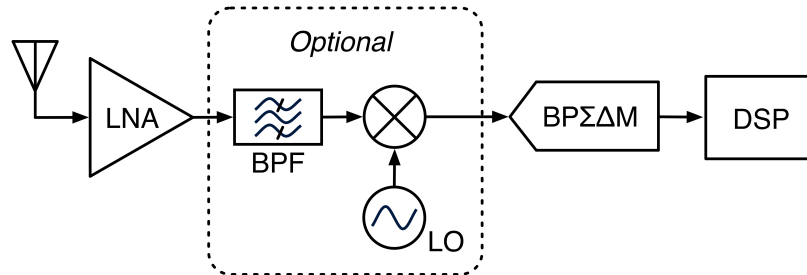 Optional
LNA
BPF
LO
BPΣΔM
DSP